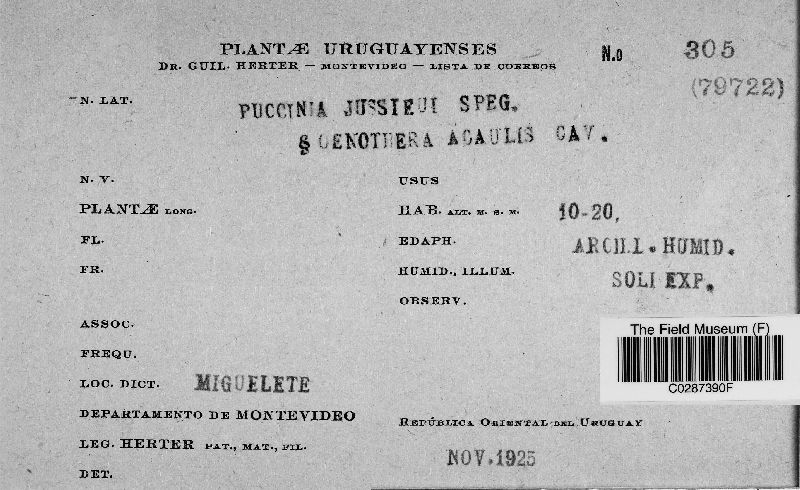 PLANTÆ URUGUAYENSES N.o 305
DR. GUIL. HERTER — MONTEVIDEO — LISTA DE CORREOS
(79722)
N. LAT. PUCCINIA JUSSIEUI SPEG.
§ OENOTHERA ACAULIS CAV.
N. V. USUS
PLANTÆ LONG. HAB. ALT. M. S. M. 10-20,
FL. EDAPH. ARGILL. HUMID.
FR. HUMID., ILLUM. SOLI EXP.
OBSERV.
ASSOC.
FREQU.
The Field Museum (F)
C0287390F
LOC. DICT. MIGUELETE
DEPARTAMENTO DE MONTEVIDEO REPÚBLICA ORIENTAL DEL URUGUAY
LEG. HERTER PAT., MAT., FIL. NOV.1925
DET.